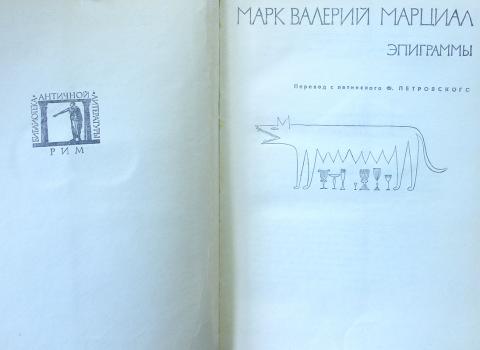 БИБЛИОТЕКА
АНТИЧНОЙ
ЛИТЕРАТУРЫ
РИМ
МАРК ВАЛЕРИЙ МАРЦИАЛ
ЭПИГРАММЫ
Перевод с латинского Ф. ПЕТРОВСКОГО